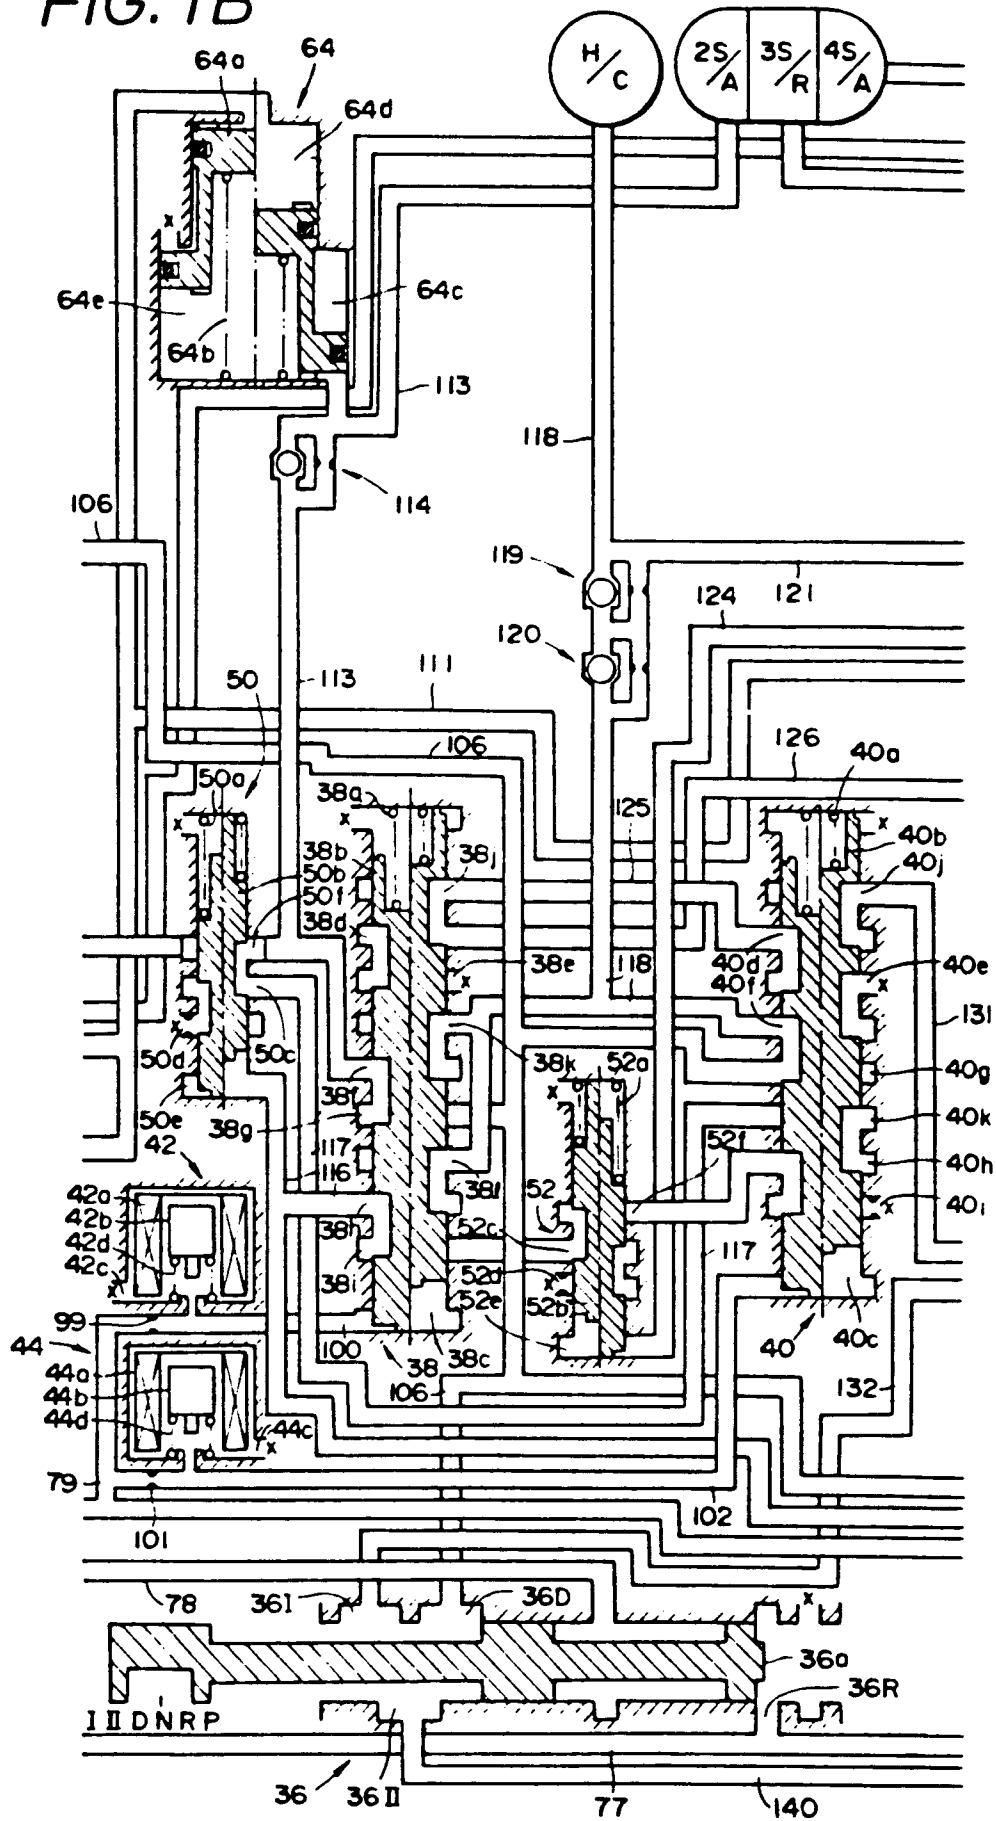 FIG. 1B
64a
64
H/C
2S/A
3S/R
4S/A
64d
x
64e
64c
64b
113
118
114
106
119
121
124
120
50
113
111
106
126
50a
38a
40a
x
x
x
125
38b
38j
40b
50b
40j
50f
38d
x
38e
118
40d
40e
x
40f
x
x
131
50d
50c
38k
52a
50e
38f
x
40g
42
38g
52f
40k
117
116
38l
40h
42a
52
42b
38h
52c
x
40i
42d
117
42c
38i
52d
x
x
52e
52b
99
44
100
38
38c
40
40c
44a
106
132
44b
44d
44c
x
79
102
101
78
36I
x
36D
x
36a
36R
I II D N R P
36
36II
77
140